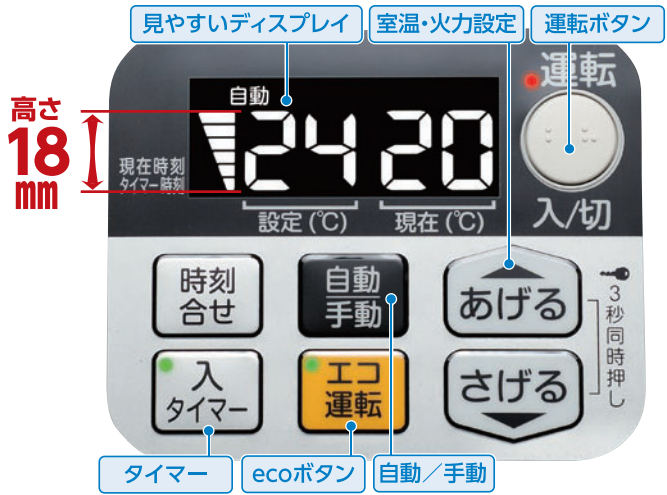 見やすいディスプレイ
室温・火力設定
運転ボタン
運転
自動
高さ
18
mm
24 20
現在時刻
タイマー時刻
設定(℃)
現在(℃)
入/切
時刻
合せ
自動
手動
あげる
3秒同時押し
入
タイマー
エコ
運転
さげる
タイマー
ecoボタン
自動/手動